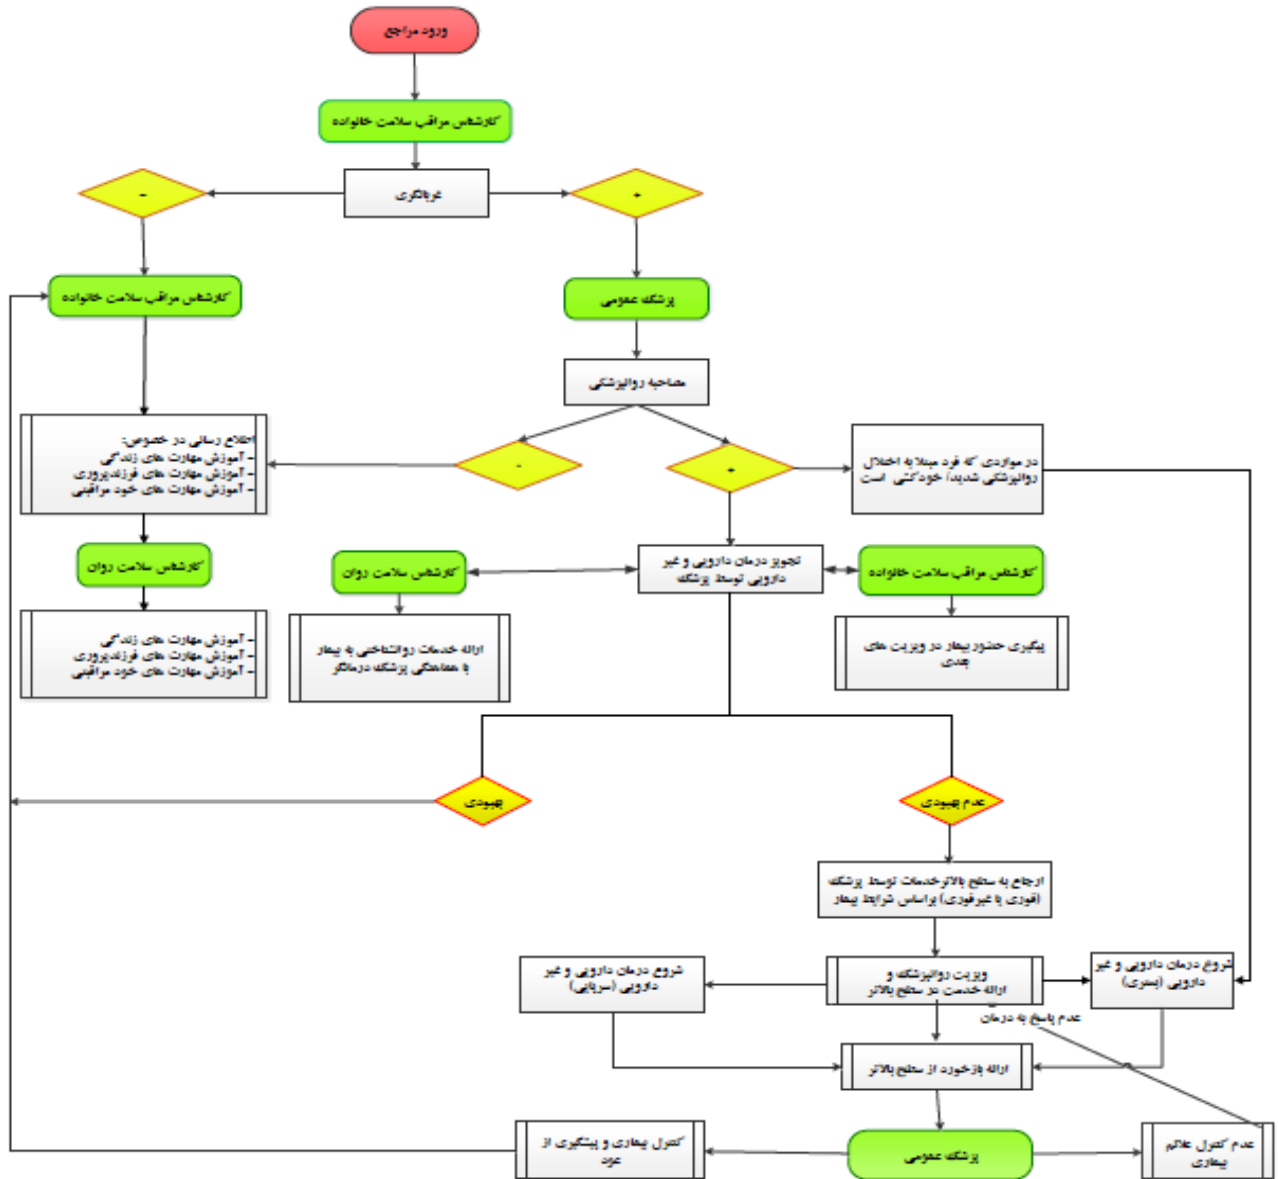 ورود مراجع
کارشناس مراقب سلامت خانواده
غربالگری
-
+
کارشناس مراقب سلامت خانواده
پزشک عمومی
مصاحبه روانپزشکی
اطلاع رسانی در خصوص:
- آموزش مهارت های زندگی
- آموزش مهارت های فرزندپروری
- آموزش مهارت های خود مراقبتی
-
+
در مواردی که فرد مبتلا به اختلال
روانپزشکی شدید/ خودکشی است
کارشناس سلامت روان
کارشناس سلامت روان
تجویز درمان دارویی و غیر
دارویی توسط پزشک
کارشناس مراقب سلامت خانواده
- آموزش مهارت های زندگی
- آموزش مهارت های فرزندپروری
- آموزش مهارت های خود مراقبتی
ارائه خدمات روانشناختی به بیمار
با هماهنگی پزشک درمانگر
پیگیری حضور بیمار در ویزیت های
بعدی
بهبودی
عدم بهبودی
ارجاع به سطح بالاتر خدمات توسط پزشک
(فوری یا غیرفوری) براساس شرایط بیمار
شروع درمان دارویی و غیر
دارویی (سرپایی)
ویزیت روانپزشک و
ارائه خدمت در سطح بالاتر
شروع درمان دارویی و غیر
دارویی (بستری)
عدم پاسخ به درمان
ارائه بازخورد از سطح بالاتر
کنترل بیماری و پیشگیری از
عود
پزشک عمومی
عدم کنترل علائم
بیماری